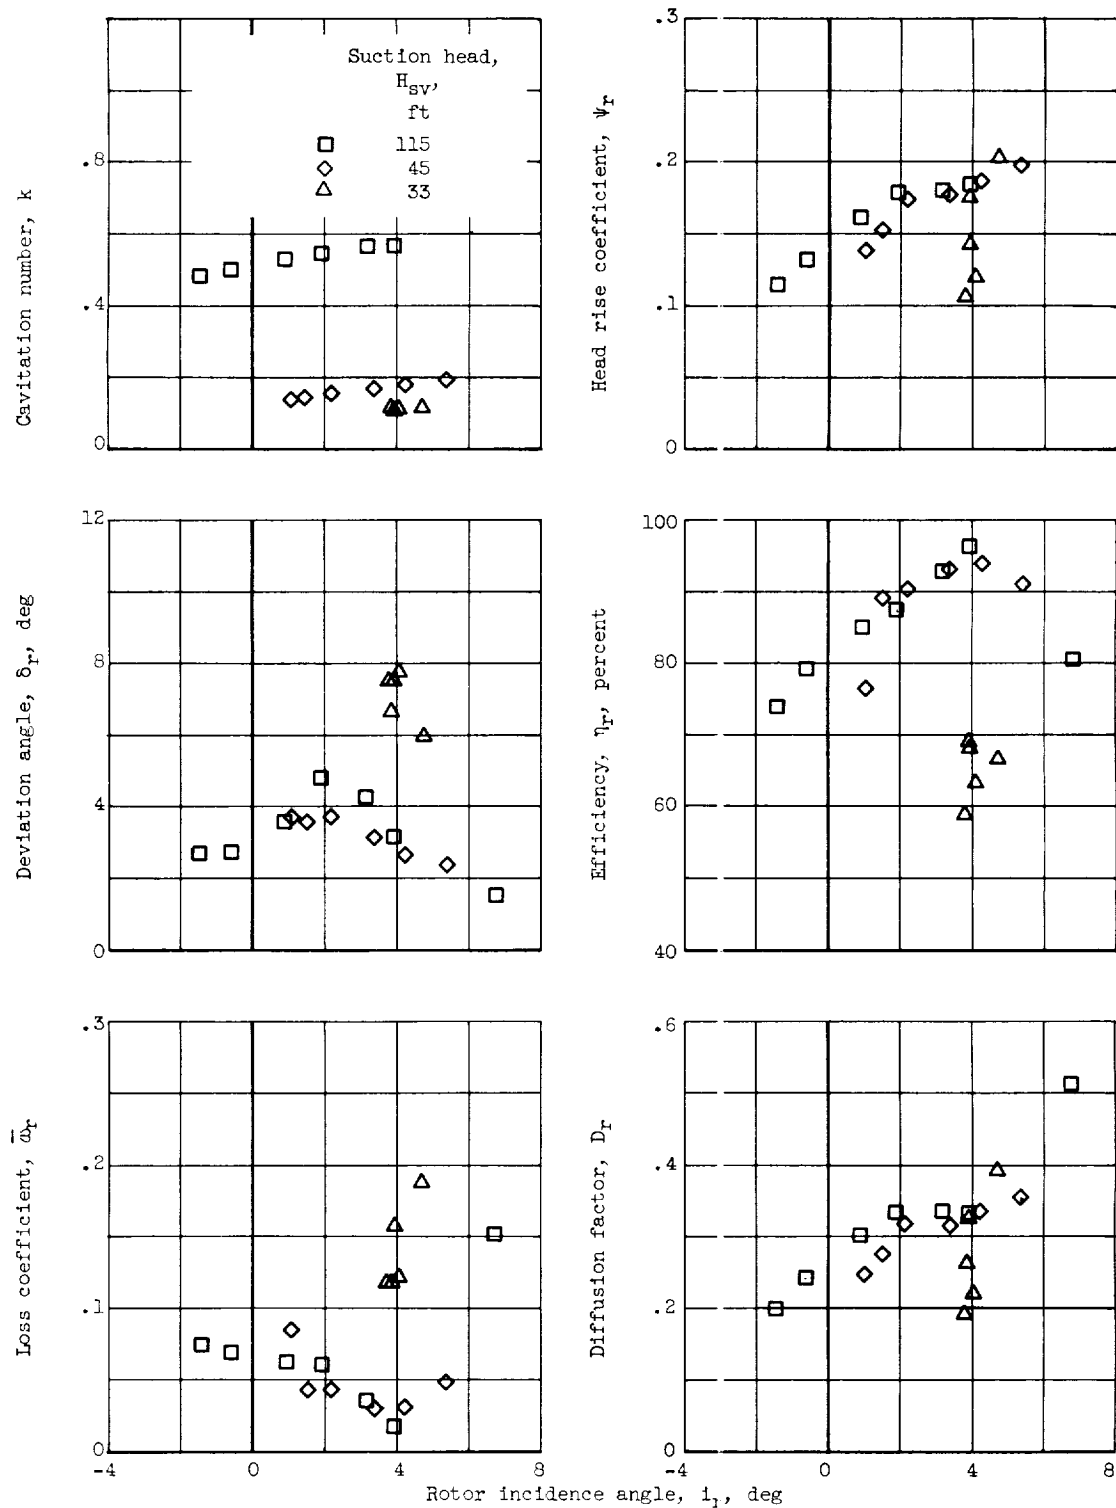 Suction head,
H_sv,
ft
115
45
33
Cavitation number, k
.8
.4
0
Head rise coefficient, ψ_r
.3
.2
.1
0
Deviation angle, δ_r, deg
12
8
4
0
Efficiency, η_r, percent
100
80
60
40
Loss coefficient, ω̅_r
.3
.2
.1
0
-4 0 4 8
Diffusion factor, D_r
.6
.4
.2
0
-4 0 4 8
Rotor incidence angle, i_r, deg